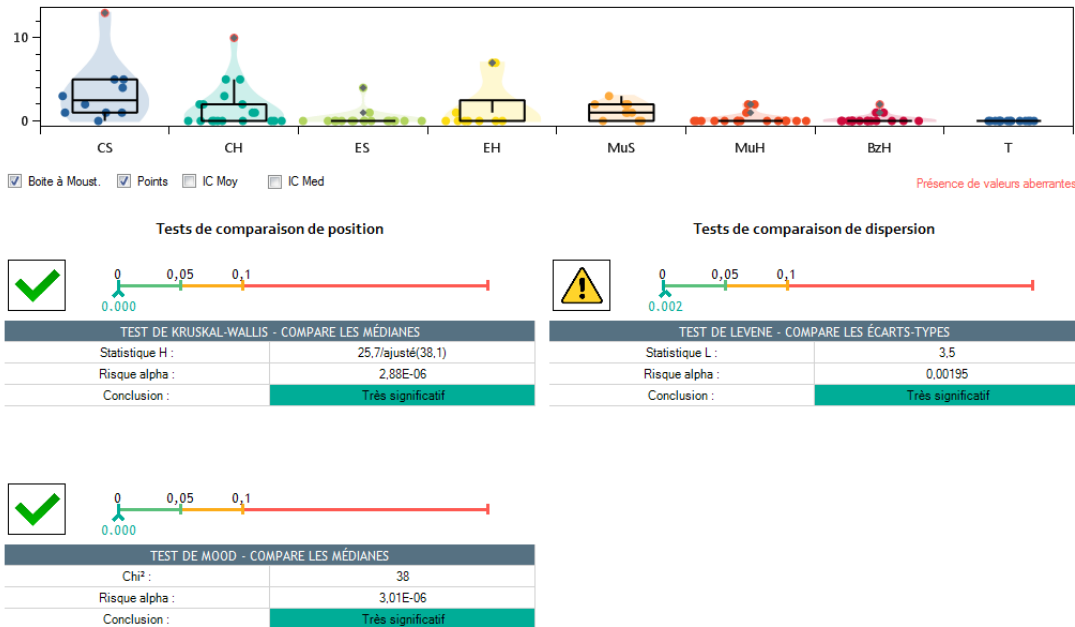 10
0
CS CH ES EH MuS MuH BzH T
Boite à Moust. Points IC Moy IC Med
Présence de valeurs aberrantes
Tests de comparaison de position
0 0,05 0,1
0.000
TEST DE KRUSKAL-WALLIS - COMPARE LES MÉDIANES
Statistique H : 25,7/ajusté(38,1)
Risque alpha : 2,88E-06
Conclusion : Très significatif
Tests de comparaison de dispersion
0 0,05 0,1
0.002
TEST DE LEVENE - COMPARE LES ÉCARTS-TYPES
Statistique L : 3,5
Risque alpha : 0,00195
Conclusion : Très significatif
0 0,05 0,1
0.000
TEST DE MOOD - COMPARE LES MÉDIANES
Chi² : 38
Risque alpha : 3,01E-06
Conclusion : Très significatif